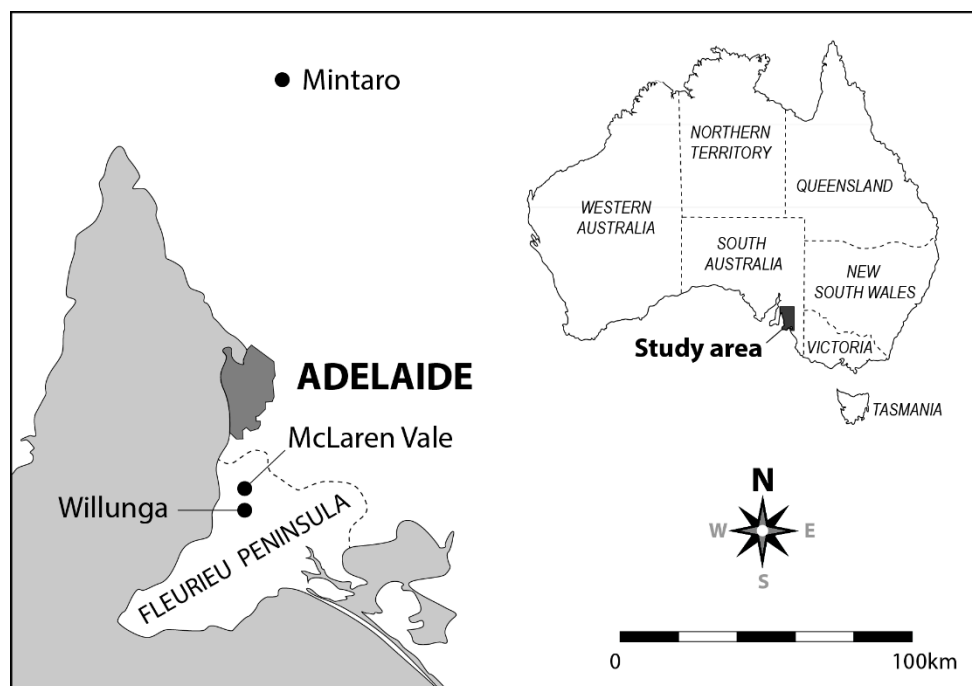 Mintaro
ADELAIDE
McLaren Vale
Willunga
FLEURIEU PENINSULA
NORTHERN
TERRITORY
QUEENSLAND
WESTERN
AUSTRALIA
SOUTH
AUSTRALIA
NEW
SOUTH WALES
Study area
VICTORIA
TASMANIA
N
W
E
S
0
100km